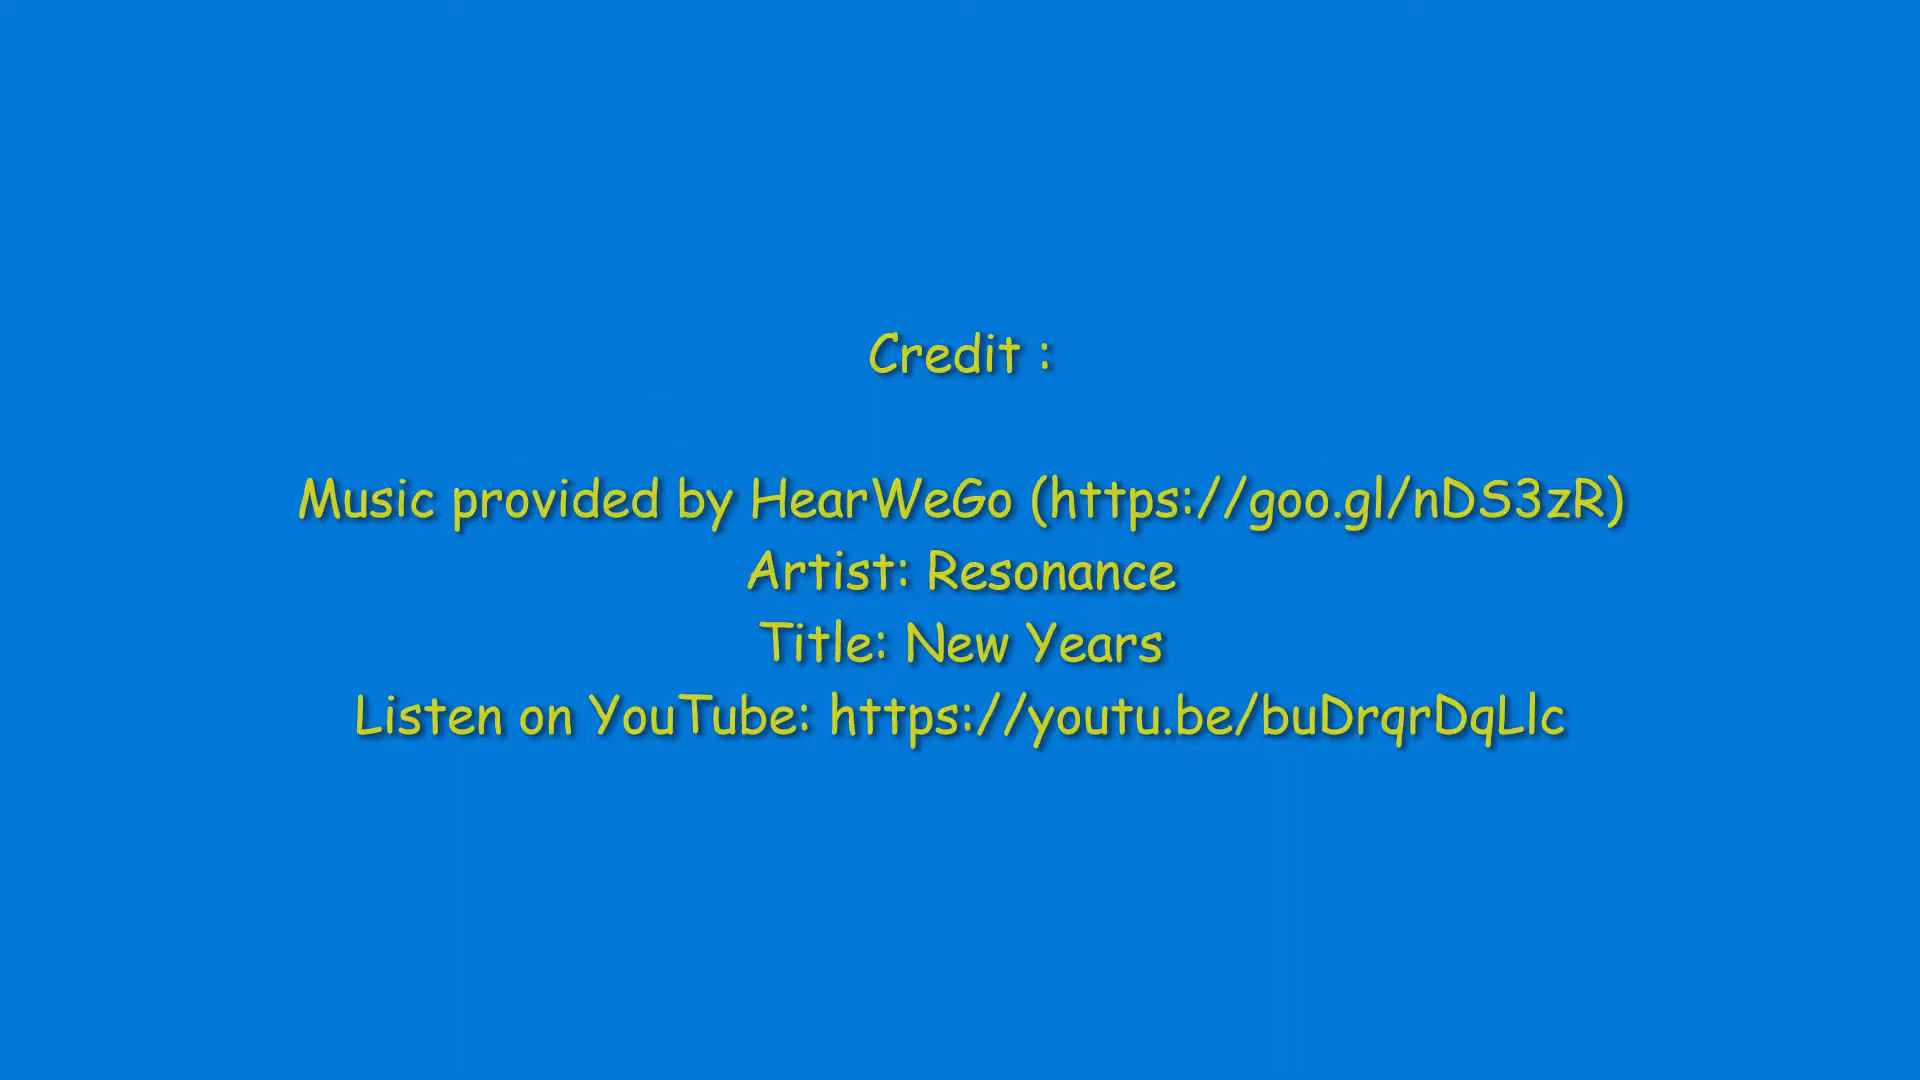 Credit :
Music provided by HearWeGo (https://goo.gl/nDS3zR)
Artist: Resonance
Title: New Years
Listen on YouTube: https://youtu.be/buDrqrDqLlc